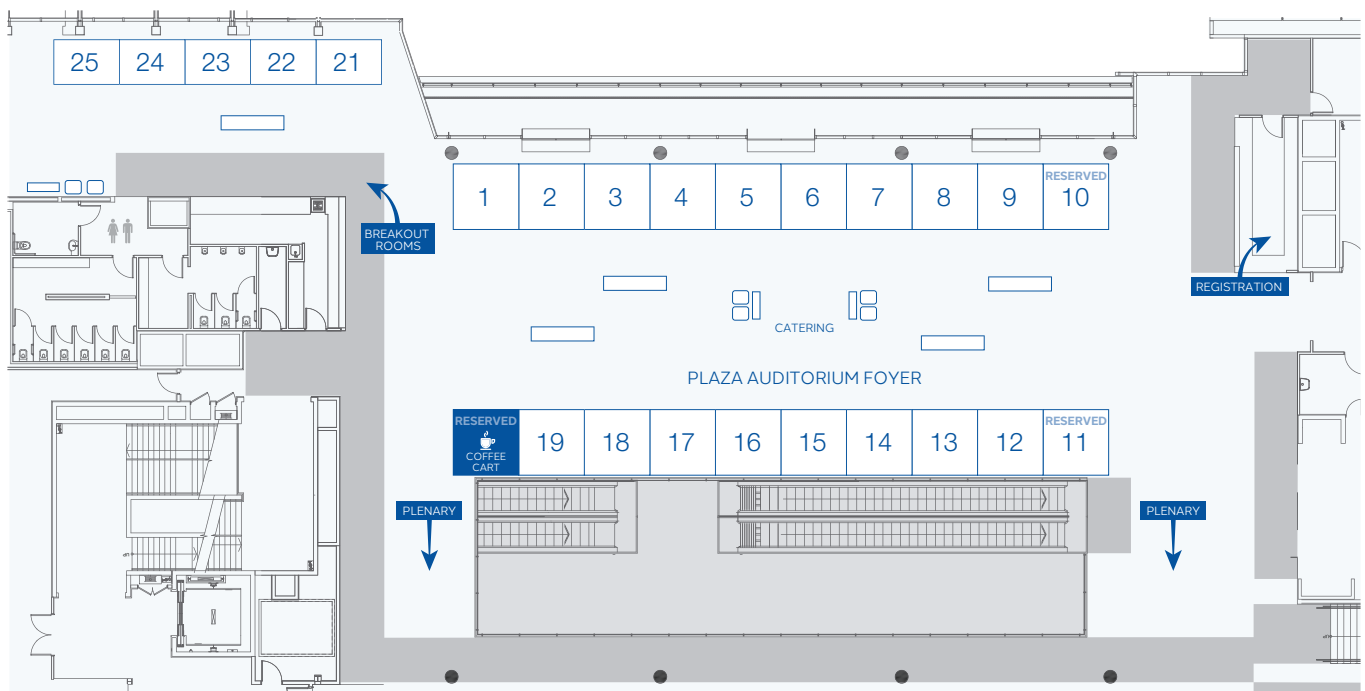 25 24 23 22 21
RESERVED
1 2 3 4 5 6 7 8 9 10
BREAKOUT
ROOMS
REGISTRATION
CATERING
PLAZA AUDITORIUM FOYER
RESERVED
COFFEE
CART
19 18 17 16 15 14 13 12
RESERVED
11
PLENARY
PLENARY